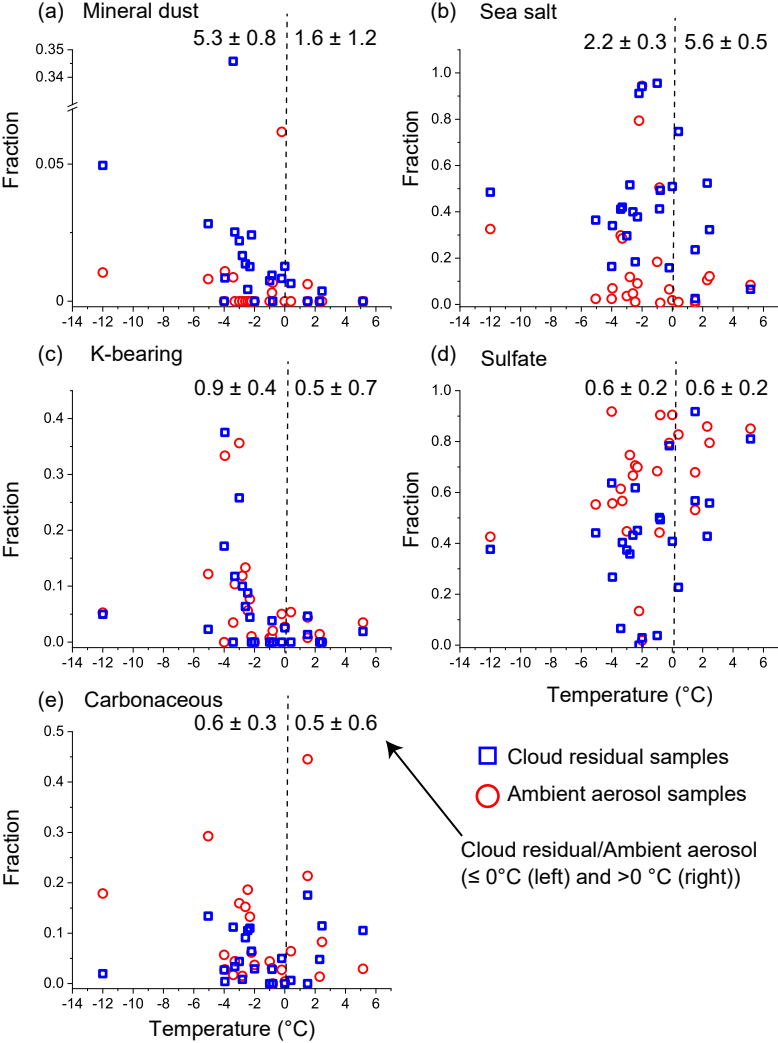 (a) Mineral dust
5.3 ± 0.8 1.6 ± 1.2
0.35
0.34
0.05
0
Fraction
-14 -12 -10 -8 -6 -4 -2 0 2 4 6
(b) Sea salt
2.2 ± 0.3 5.6 ± 0.5
1.0
0.8
0.6
0.4
0.2
0.0
Fraction
-14 -12 -10 -8 -6 -4 -2 0 2 4 6
(c) K-bearing
0.9 ± 0.4 0.5 ± 0.7
0.4
0.3
0.2
0.1
0.0
Fraction
-14 -12 -10 -8 -6 -4 -2 0 2 4 6
(d) Sulfate
0.6 ± 0.2 0.6 ± 0.2
1.0
0.8
0.6
0.4
0.2
0.0
Fraction
-14 -12 -10 -8 -6 -4 -2 0 2 4 6
Temperature (°C)
(e) Carbonaceous
0.6 ± 0.3 0.5 ± 0.6
0.5
0.4
0.3
0.2
0.1
0.0
Fraction
-14 -12 -10 -8 -6 -4 -2 0 2 4 6
Temperature (°C)
Cloud residual samples
Ambient aerosol samples
Cloud residual/Ambient aerosol
(≤ 0°C (left) and >0 °C (right))